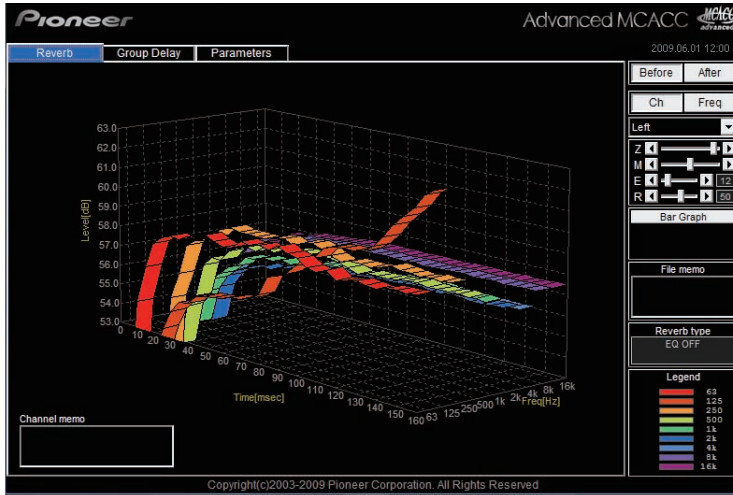 Pioneer
Advanced MCACC
MCACC
advanced
2009.06.01 12:00
Reverb
Group Delay
Parameters
Before
After
Ch
Freq
Left
Z
M
E
12
R
50
Bar Graph
File memo
Reverb type
EQ OFF
Legend
63
125
250
500
1k
2k
4k
8k
16k
Level[dB]
63.0
62.0
61.0
60.0
59.0
58.0
57.0
56.0
55.0
54.0
53.0
0 10 20 30 40 50 60 70 80 90 100 110 120 130 140 150 160
Time[msec]
63 125 250 500 1k 2k 4k 8k 16k
Freq[Hz]
Channel memo
Copyright(c)2003-2009 Pioneer Corporation. All Rights Reserved